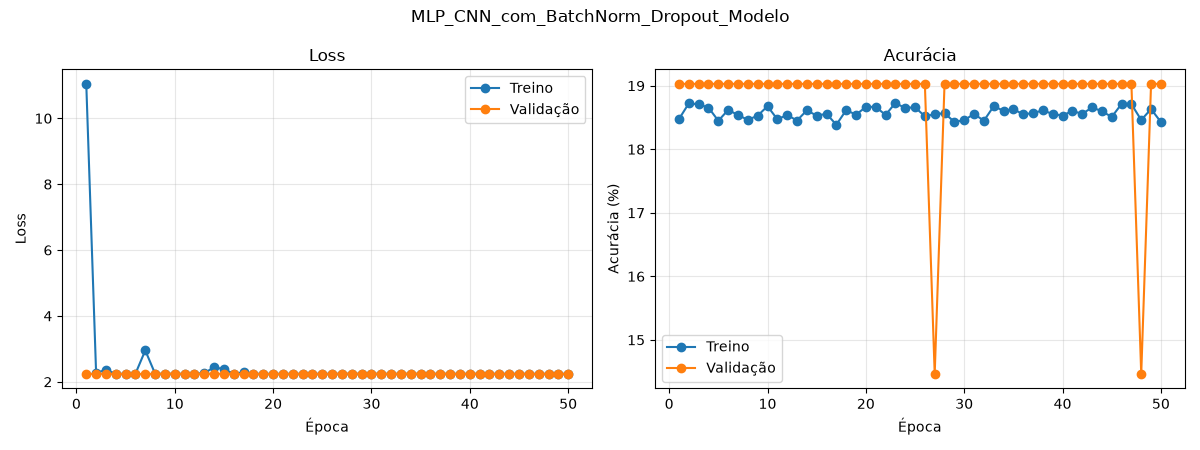 MLP_CNN_com_BatchNorm_Dropout_Modelo
Loss
Treino
Validação
10
8
6
4
2
Loss
0
10
20
30
40
50
Época
Acurácia
19
18
17
16
15
Acurácia (%)
Treino
Validação
0
10
20
30
40
50
Época